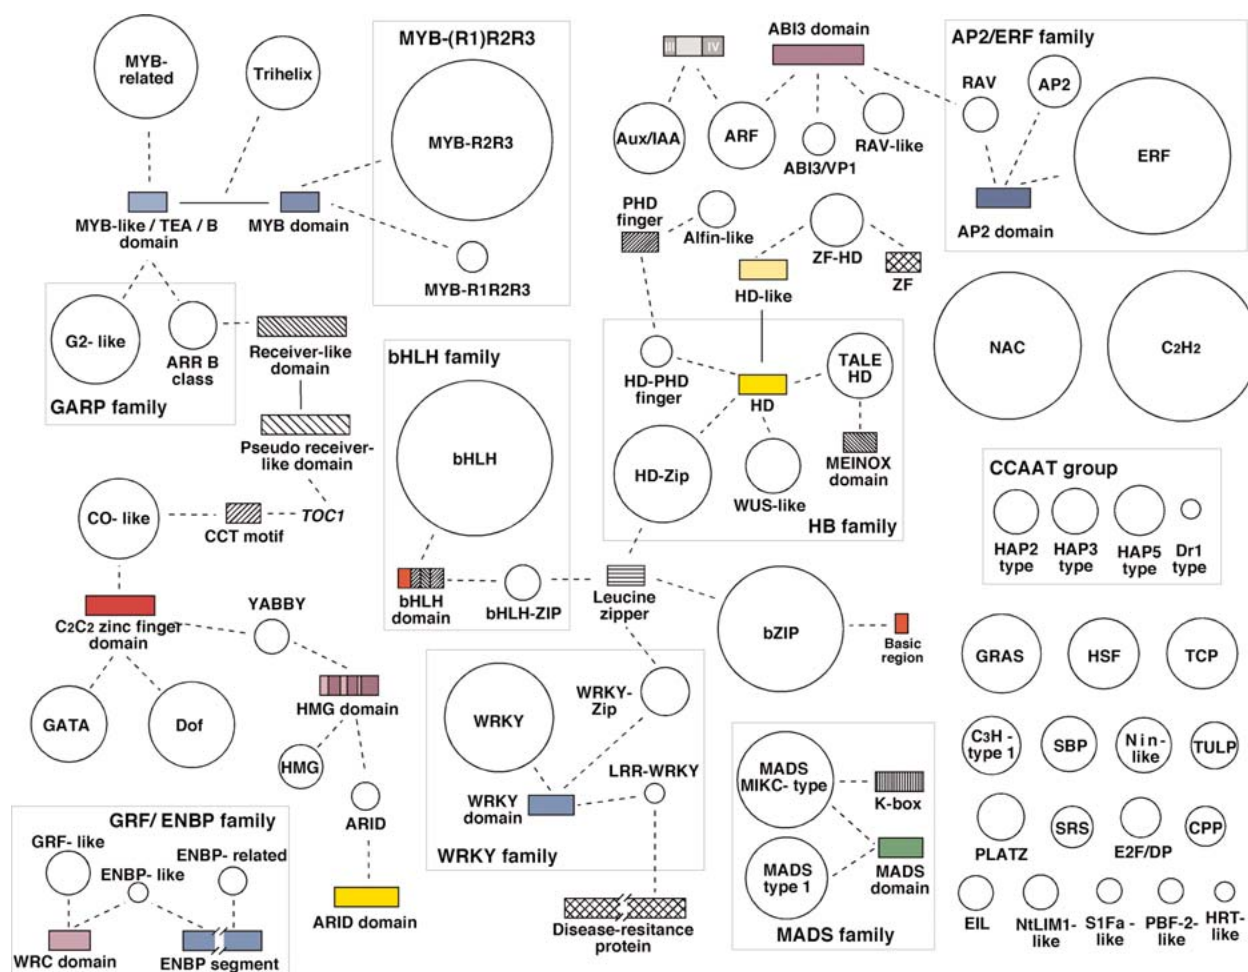 MYB-
related
Trihelix
MYB-(R1)R2R3
MYB-R2R3
MYB-like / TEA / B
domain
MYB domain
MYB-R1R2R3
G2- like
ARR B
class
GARP family
Receiver-like
domain
Pseudo receiver-
like domain
CO- like
CCT motif
TOC1
III
IV
Aux/IAA
ARF
ABI3 domain
ABI3/VP1
RAV-like
AP2/ERF family
RAV
AP2
ERF
AP2 domain
PHD
finger
Alfin-like
ZF-HD
HD-like
ZF
NAC
C2H2
bHLH family
bHLH
bHLH
domain
bHLH-ZIP
HD-PHD
finger
HD
TALE
HD
HD-Zip
WUS-like
MEINOX
domain
HB family
CCAAT group
HAP2
type
HAP3
type
HAP5
type
Dr1
type
Leucine
zipper
bZIP
Basic
region
C2C2 zinc finger
domain
YABBY
GATA
Dof
HMG domain
HMG
ARID
ARID domain
WRKY
WRKY-
Zip
LRR-WRKY
WRKY
domain
WRKY family
Disease-resitance
protein
MADS
MIKC- type
K-box
MADS
type 1
MADS
domain
MADS family
GRF/ ENBP family
GRF- like
ENBP- like
ENBP- related
WRC domain
ENBP segment
GRAS
HSF
TCP
C3H -
type 1
SBP
Nin-
like
TULP
PLATZ
SRS
E2F/DP
CPP
EIL
NtLIM1-
like
S1Fa -
like
PBF-2-
like
HRT-
like